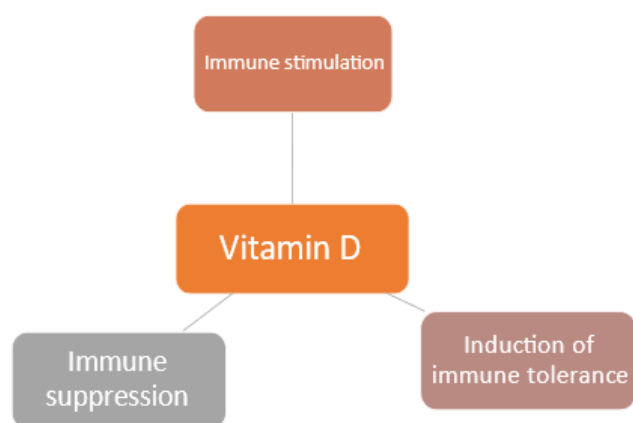 Immune stimulation
Vitamin D
Immune
suppression
Induction of
immune tolerance